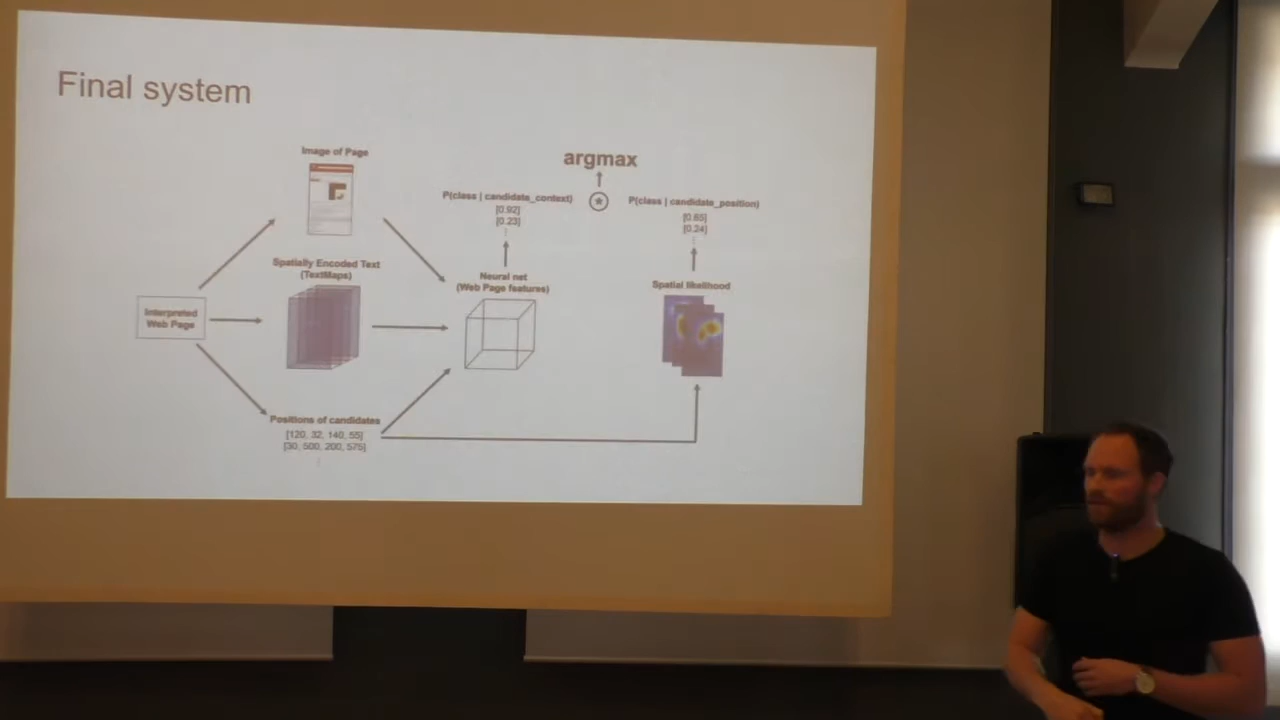 Final system
Image of Page
argmax
P(class | candidate_context)
[0.92]
[0.23]
P(class | candidate_position)
[0.65]
[0.24]
Spatially Encoded Text
(TextMaps)
Neural net
(Web Page features)
Spatial likelihood
Interpreted
Web Page
Positions of candidates
[120, 32, 140, 55]
[30, 500, 200, 575]